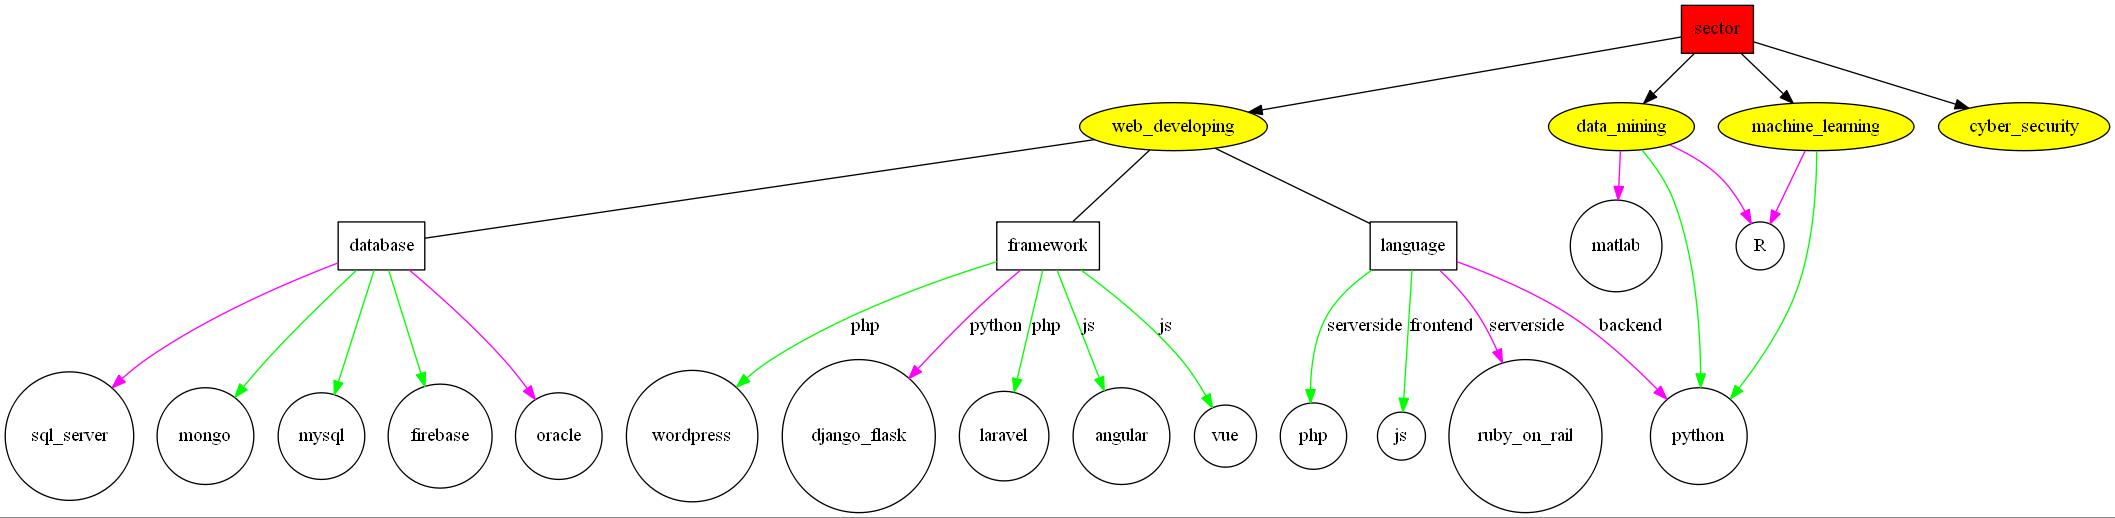 sector
web_developing
data_mining
machine_learning
cyber_security
database
framework
language
matlab
R
php
python
php
js
js
serverside
frontend
serverside
backend
sql_server
mongo
mysql
firebase
oracle
wordpress
django_flask
laravel
angular
vue
php
js
ruby_on_rail
python